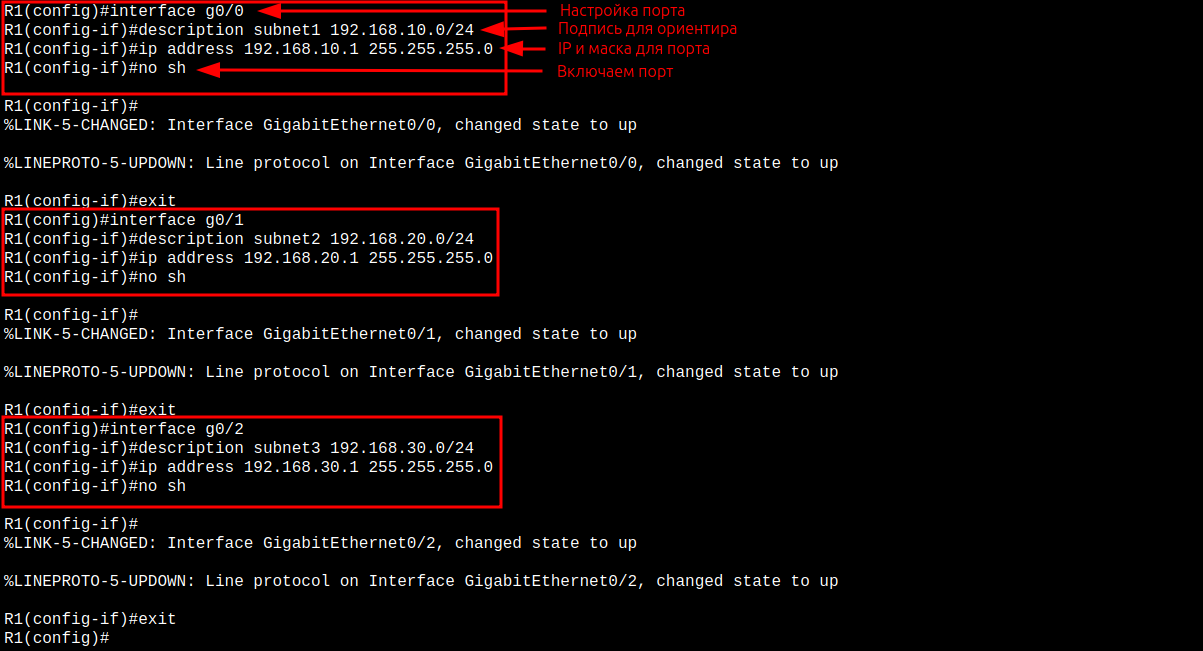 R1(config)#interface g0/0
Настройка порта
R1(config-if)#description subnet1 192.168.10.0/24
Подпись для ориентира
R1(config-if)#ip address 192.168.10.1 255.255.255.0
IP и маска для порта
R1(config-if)#no sh
Включаем порт
R1(config-if)#
%LINK-5-CHANGED: Interface GigabitEthernet0/0, changed state to up
%LINEPROTO-5-UPDOWN: Line protocol on Interface GigabitEthernet0/0, changed state to up
R1(config-if)#exit
R1(config)#interface g0/1
R1(config-if)#description subnet2 192.168.20.0/24
R1(config-if)#ip address 192.168.20.1 255.255.255.0
R1(config-if)#no sh
R1(config-if)#
%LINK-5-CHANGED: Interface GigabitEthernet0/1, changed state to up
%LINEPROTO-5-UPDOWN: Line protocol on Interface GigabitEthernet0/1, changed state to up
R1(config-if)#exit
R1(config)#interface g0/2
R1(config-if)#description subnet3 192.168.30.0/24
R1(config-if)#ip address 192.168.30.1 255.255.255.0
R1(config-if)#no sh
R1(config-if)#
%LINK-5-CHANGED: Interface GigabitEthernet0/2, changed state to up
%LINEPROTO-5-UPDOWN: Line protocol on Interface GigabitEthernet0/2, changed state to up
R1(config-if)#exit
R1(config)#